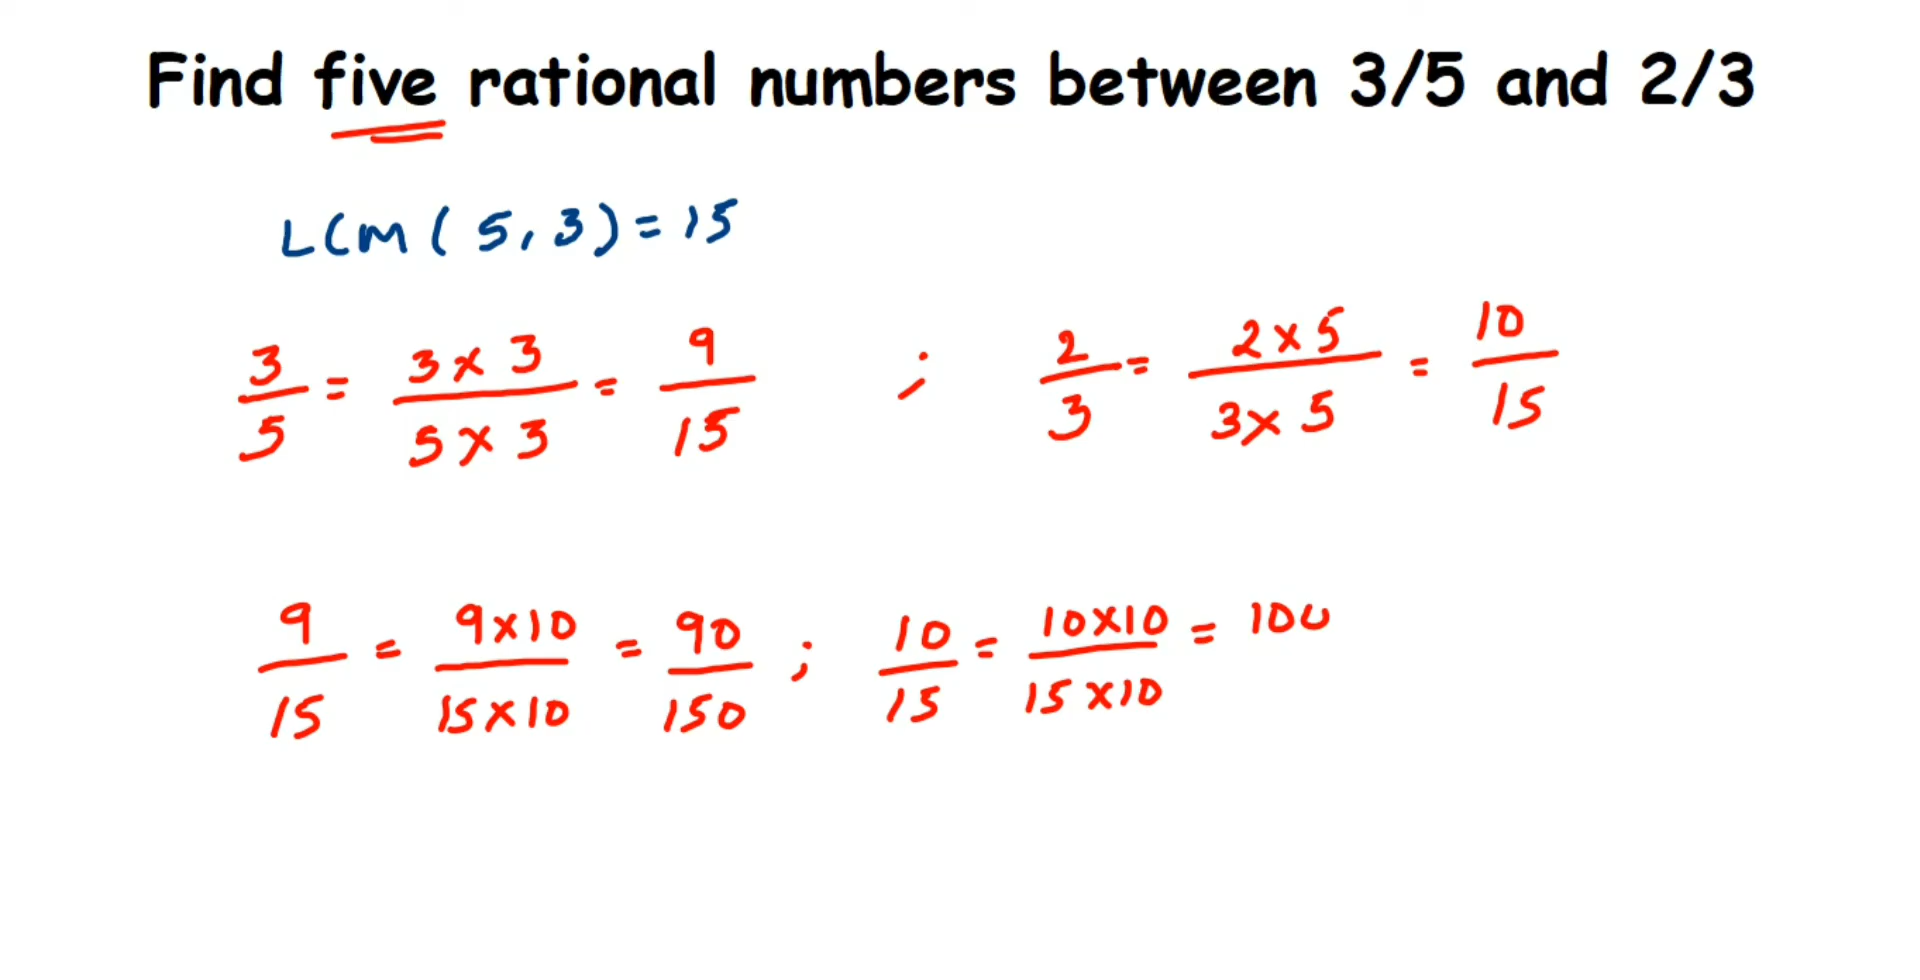 Find five rational numbers between 3/5 and 2/3
LCM ( 5, 3 ) = 15
3/5 = 3 x 3 / 5 x 3 = 9/15 ; 2/3 = 2 x 5 / 3 x 5 = 10/15
9/15 = 9 x 10 / 15 x 10 = 90/150 ; 10/15 = 10 x 10 / 15 x 10 = 100